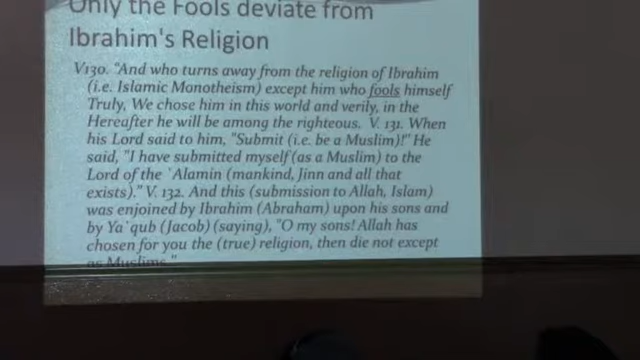 Only the Fools deviate from
Ibrahim's Religion
V130. "And who turns away from the religion of Ibrahim
(i.e. Islamic Monotheism) except him who fools himself
Truly, We chose him in this world and verily, in the
Hereafter he will be among the righteous. V. 131. When
his Lord said to him, "Submit (i.e. be a Muslim)!" He
said, "I have submitted myself (as a Muslim) to the
Lord of the `Alamin (mankind, Jinn and all that
exists)." V. 132. And this (submission to Allah, Islam)
was enjoined by Ibrahim (Abraham) upon his sons and
by Ya`qub (Jacob) (saying), "O my sons! Allah has
chosen for you the (true) religion, then die not except
as Muslims."